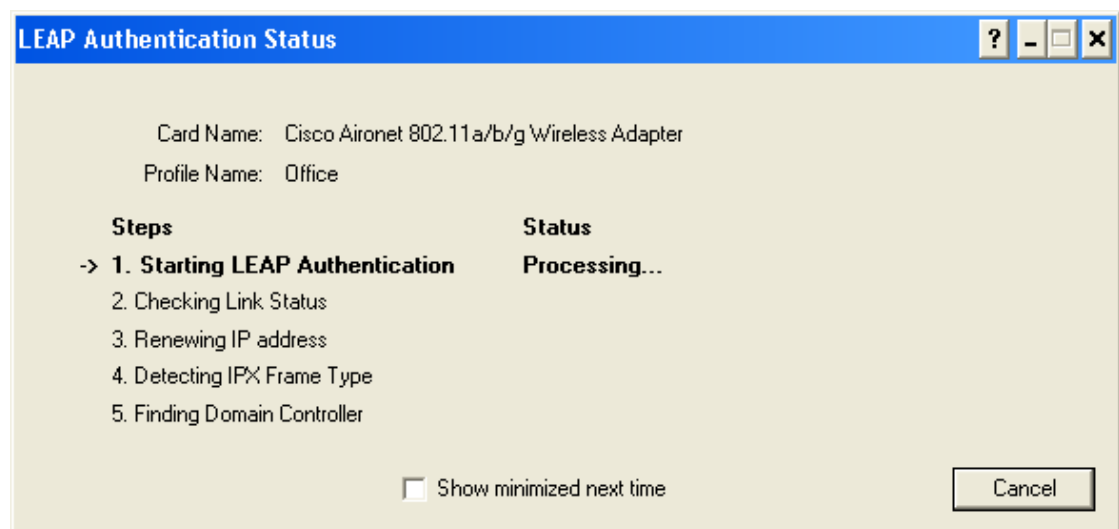 LEAP Authentication Status
Card Name: Cisco Aironet 802.11a/b/g Wireless Adapter
Profile Name: Office
Steps Status
-> 1. Starting LEAP Authentication Processing...
2. Checking Link Status
3. Renewing IP address
4. Detecting IPX Frame Type
5. Finding Domain Controller
Show minimized next time Cancel